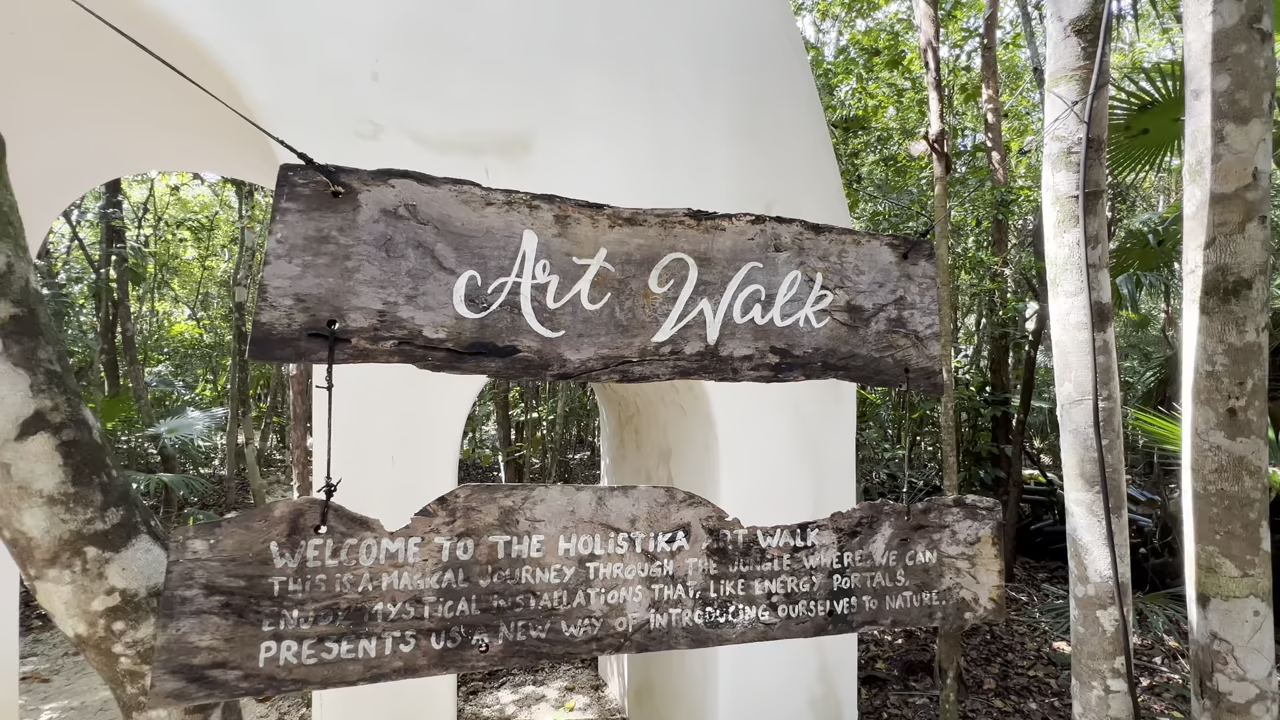 Art Walk
WELCOME TO THE HOLiSTiKA ART WALK
THIS IS A MAGICAL JOURNEY THROUGH THE JUNGLE WHERE WE CAN
ENJOY MYSTICAL INSTALLATIONS THAT, LIKE ENERGY PORTALS,
PRESENTS US A NEW WAY OF INTRODUCING OURSELVES TO NATURE.